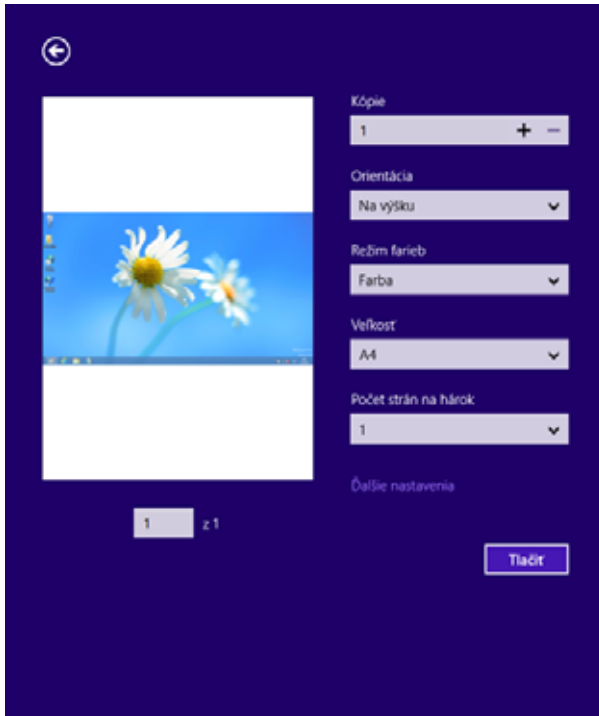 Kópie
1
Orientácia
Na výšku
Režim farieb
Farba
Veľkosť
A4
Počet strán na hárok
1
Ďalšie nastavenia
1 z 1
Tlačiť